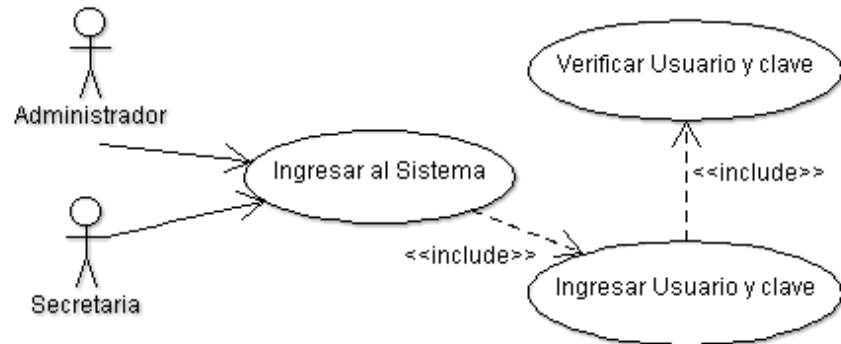 Administrador
Secretaria
Ingresar al Sistema
<<include>>
Ingresar Usuario y clave
<<include>>
Verificar Usuario y clave